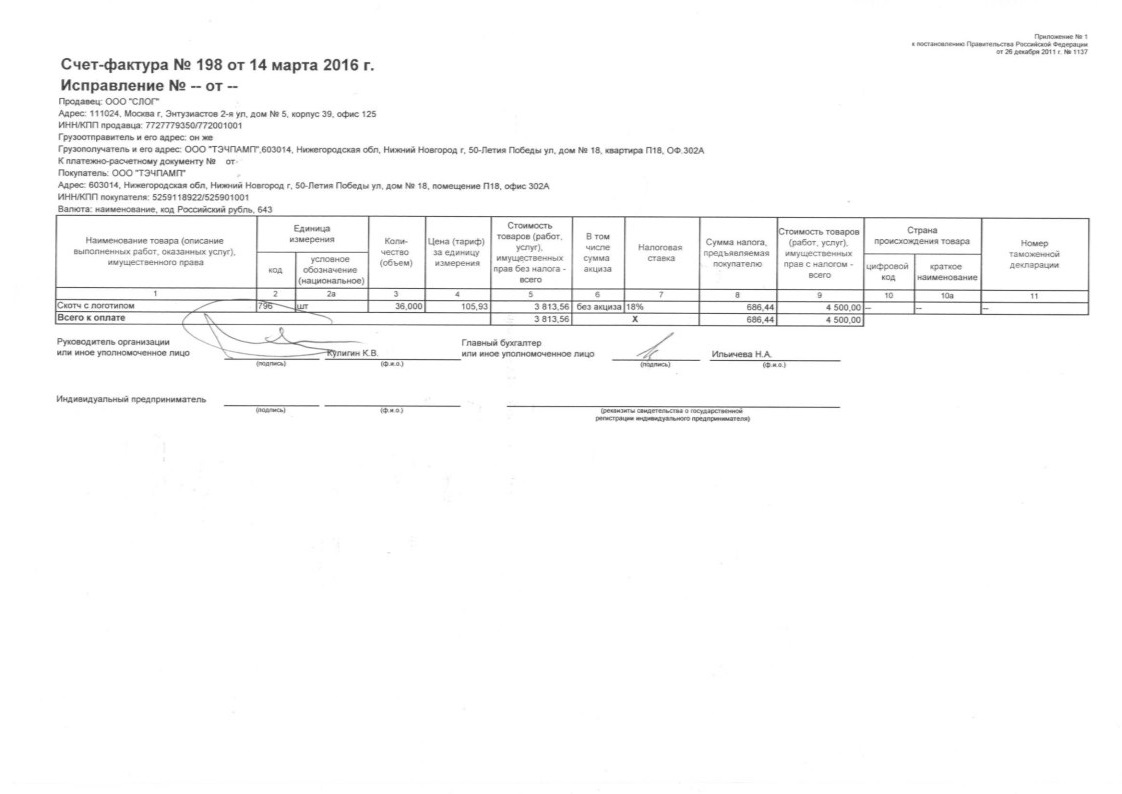 Приложение № 1
к постановлению Правительства Российской Федерации
от 26 декабря 2011 г. № 1137
Счет-фактура № 198 от 14 марта 2016 г.
Исправление № -- от --
Продавец: ООО "СЛОГ"
Адрес: 111024, Москва г, Энтузиастов 2-я ул, дом № 5, корпус 39, офис 125
ИНН/КПП продавца: 7727779350/772001001
Грузоотправитель и его адрес: он же
Грузополучатель и его адрес: ООО "ТЭЧПАМП",603014, Нижегородская обл, Нижний Новгород г, 50-Летия Победы ул, дом № 18, квартира П18, ОФ.302А
К платежно-расчетному документу № от
Покупатель: ООО "ТЭЧПАМП"
Адрес: 603014, Нижегородская обл, Нижний Новгород г, 50-Летия Победы ул, дом № 18, помещение П18, офис 302А
ИНН/КПП покупателя: 5259118922/525901001
Валюта: наименование, код Российский рубль, 643
Наименование товара (описание
выполненных работ, оказанных услуг),
имущественного права
Единица
измерения
код
условное
обозначение
(национальное)
Коли-
чество
(объем)
Цена (тариф)
за единицу
измерения
Стоимость
товаров (работ,
услуг),
имущественных
прав без налога -
всего
В том
числе
сумма
акциза
Налоговая
ставка
Сумма налога,
предъявляемая
покупателю
Стоимость товаров
(работ, услуг),
имущественных
прав с налогом -
всего
Страна
происхождения товара
цифровой
код
краткое
наименование
Номер
таможенной
декларации
1 2 2а 3 4 5 6 7 8 9 10 10а 11
Скотч с логотипом 796 шт 36,000 105,93 3 813,56 без акциза 18% 686,44 4 500,00 -- -- --
Всего к оплате 3 813,56 Х 686,44 4 500,00
Руководитель организации
или иное уполномоченное лицо Кулигин К.В.
(подпись) (ф.и.о.)
Главный бухгалтер
или иное уполномоченное лицо Ильичева Н.А.
(подпись) (ф.и.о.)
Индивидуальный предприниматель
(подпись) (ф.и.о.)
(реквизиты свидетельства о государственной
регистрации индивидуального предпринимателя)